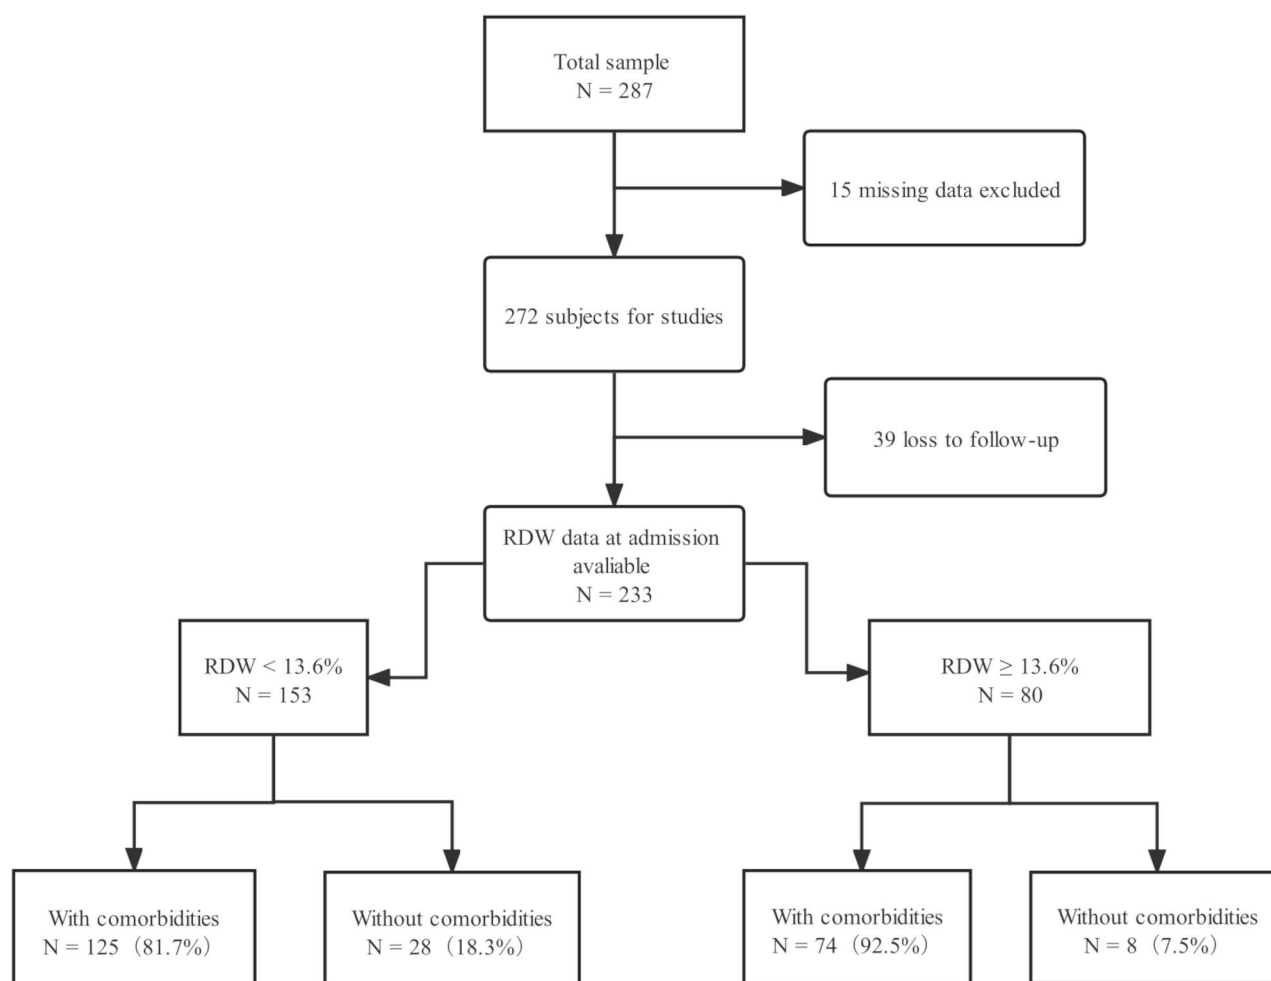 Total sample
N = 287
15 missing data excluded
272 subjects for studies
39 loss to follow-up
RDW data at admission
avaliable
N = 233
RDW < 13.6%
N = 153
RDW ≥ 13.6%
N = 80
With comorbidities
N = 125（81.7%）
Without comorbidities
N = 28（18.3%）
With comorbidities
N = 74（92.5%）
Without comorbidities
N = 8（7.5%）